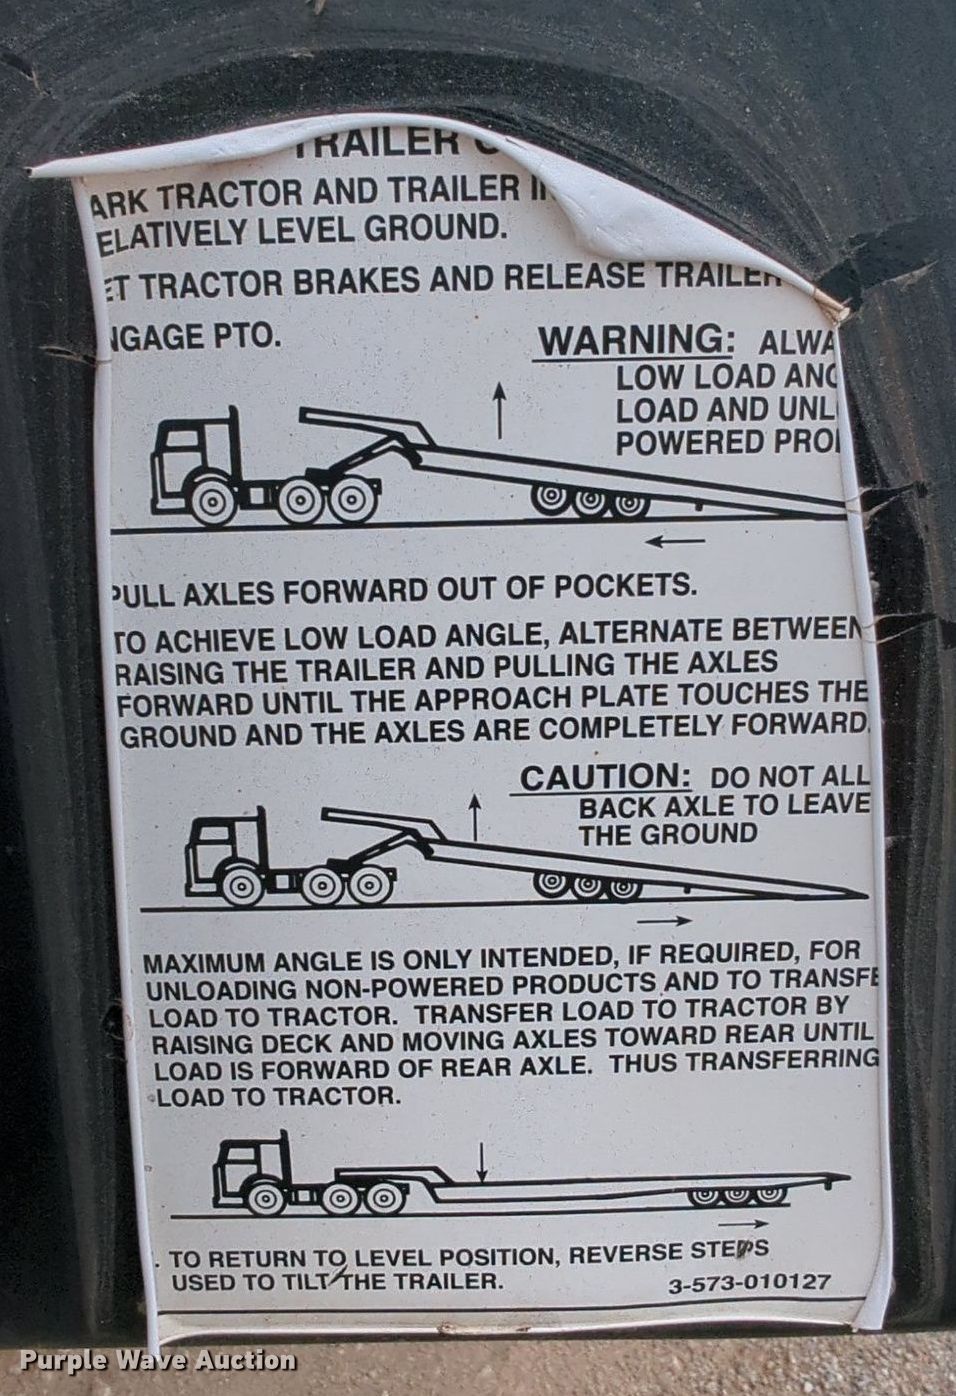 TRAILER
ARK TRACTOR AND TRAILER I
ELATIVELY LEVEL GROUND.
ET TRACTOR BRAKES AND RELEASE TRAILER
NGAGE PTO.
WARNING: ALWA
LOW LOAD ANG
LOAD AND UNL
POWERED PRO
PULL AXLES FORWARD OUT OF POCKETS.
TO ACHIEVE LOW LOAD ANGLE, ALTERNATE BETWEEN
RAISING THE TRAILER AND PULLING THE AXLES
FORWARD UNTIL THE APPROACH PLATE TOUCHES THE
GROUND AND THE AXLES ARE COMPLETELY FORWARD.
CAUTION: DO NOT ALL
BACK AXLE TO LEAVE
THE GROUND
MAXIMUM ANGLE IS ONLY INTENDED, IF REQUIRED, FOR
UNLOADING NON-POWERED PRODUCTS AND TO TRANSFE
LOAD TO TRACTOR. TRANSFER LOAD TO TRACTOR BY
RAISING DECK AND MOVING AXLES TOWARD REAR UNTIL
LOAD IS FORWARD OF REAR AXLE. THUS TRANSFERRING
LOAD TO TRACTOR.
. TO RETURN TO LEVEL POSITION, REVERSE STEPS
USED TO TILT THE TRAILER.
3-573-010127
Purple Wave Auction